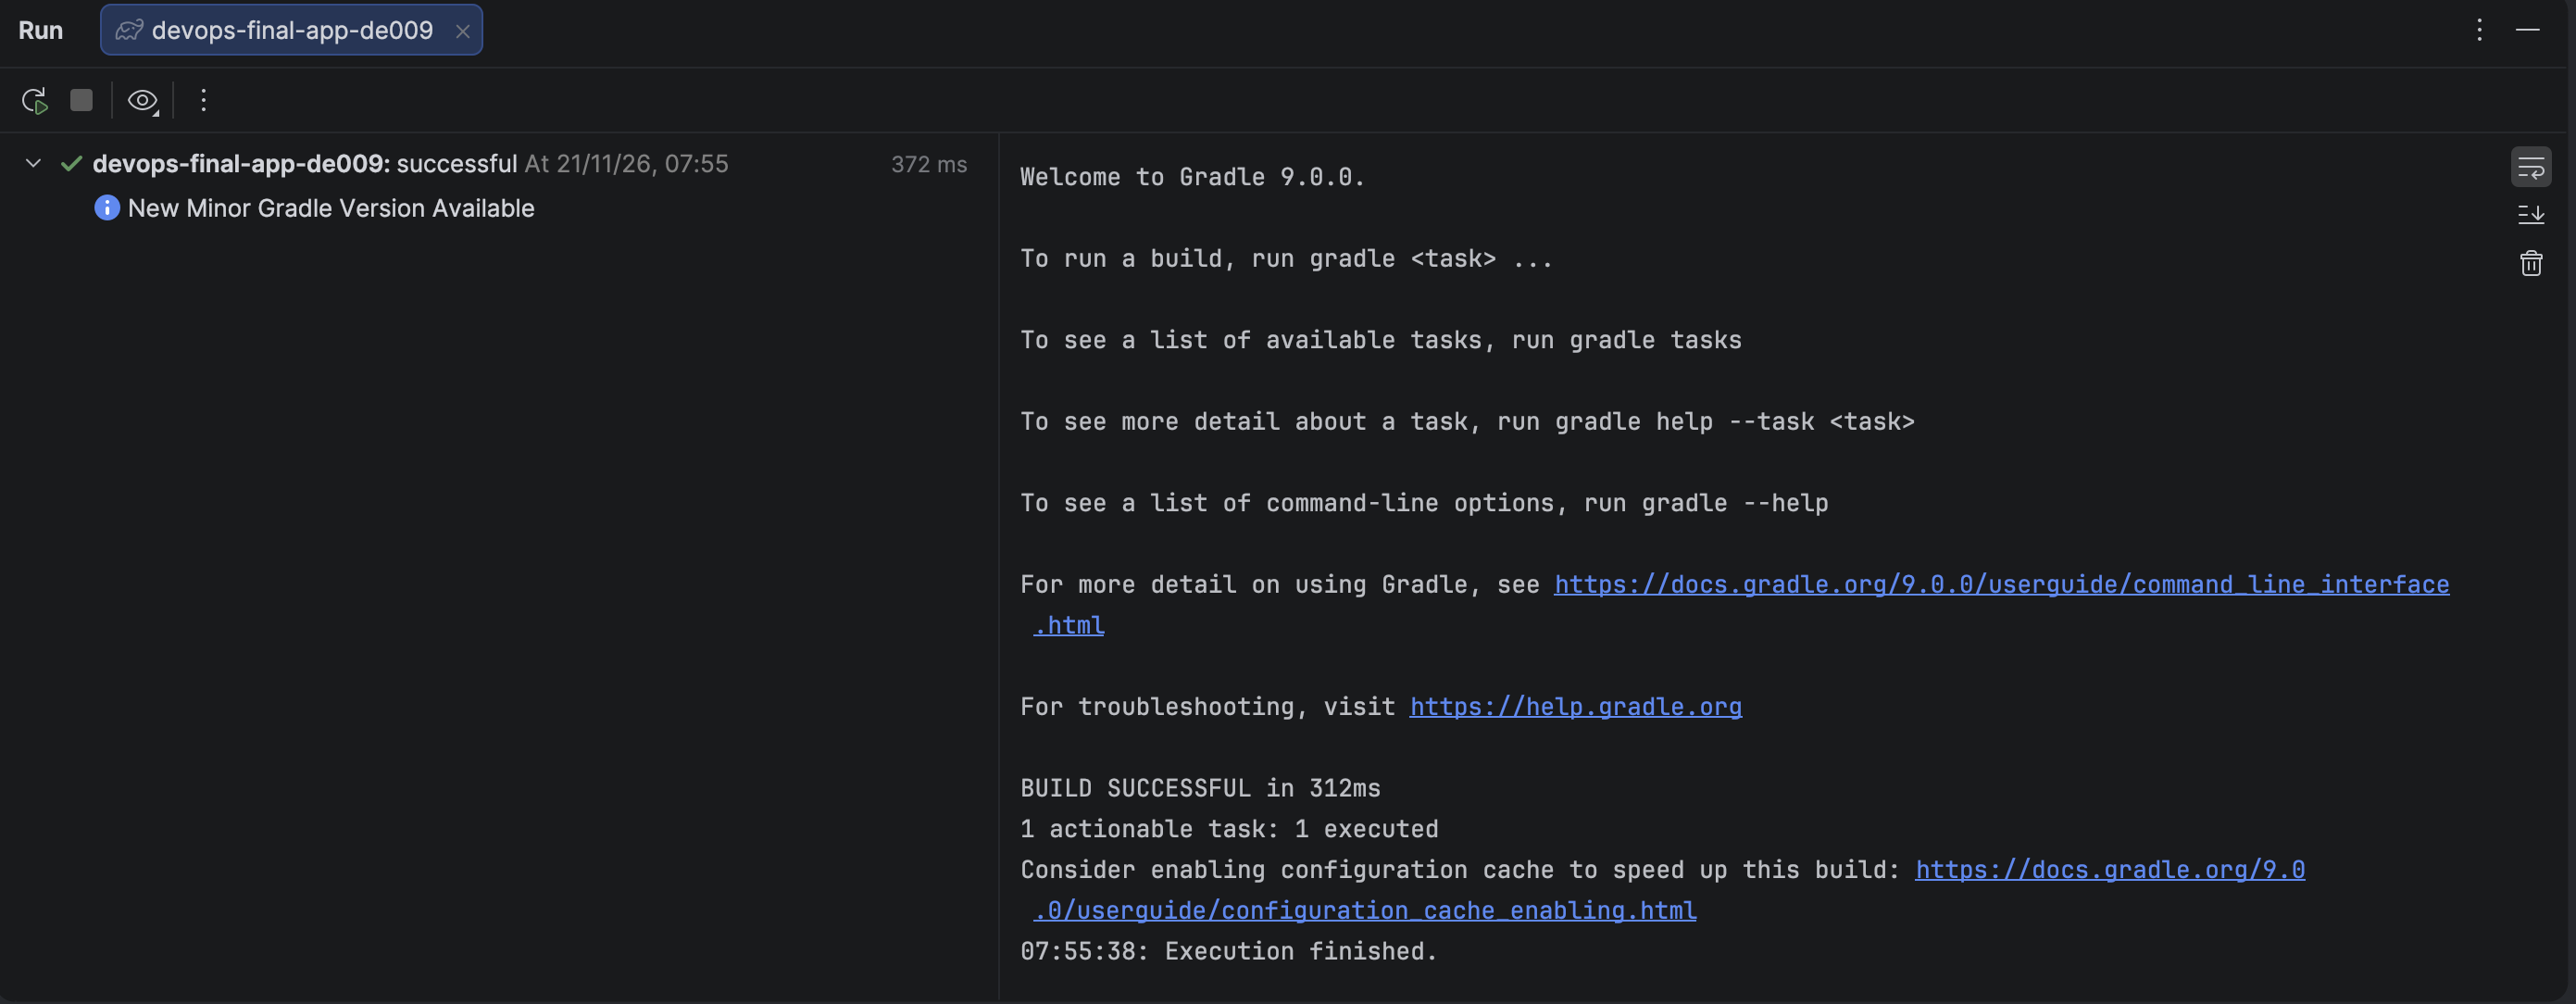 Run devops-final-app-de009
devops-final-app-de009: successful At 21/11/26, 07:55 372 ms
New Minor Gradle Version Available
Welcome to Gradle 9.0.0.
To run a build, run gradle <task> ...
To see a list of available tasks, run gradle tasks
To see more detail about a task, run gradle help --task <task>
To see a list of command-line options, run gradle --help
For more detail on using Gradle, see https://docs.gradle.org/9.0.0/userguide/command_line_interface
.html
For troubleshooting, visit https://help.gradle.org
BUILD SUCCESSFUL in 312ms
1 actionable task: 1 executed
Consider enabling configuration cache to speed up this build: https://docs.gradle.org/9.0
.0/userguide/configuration_cache_enabling.html
07:55:38: Execution finished.